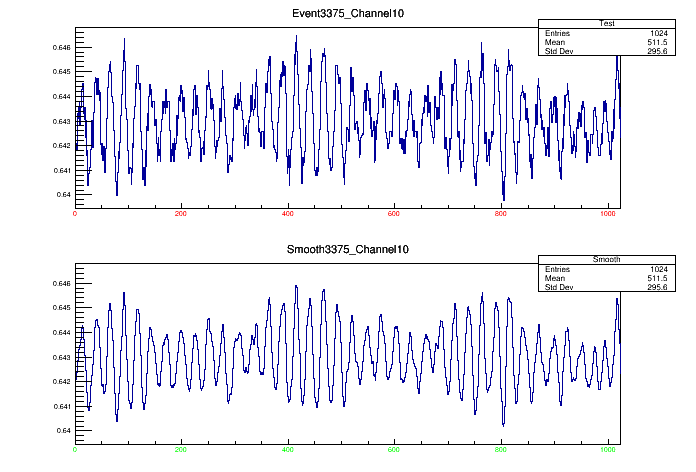 Event3375_Channel10
Test
Entries 1024
Mean 511.5
Std Dev 295.6
0.646
0.645
0.644
0.643
0.642
0.641
0.64
0 200 400 600 800 1000
Smooth3375_Channel10
Smooth
Entries 1024
Mean 511.5
Std Dev 295.6
0.646
0.645
0.644
0.643
0.642
0.641
0.64
0 200 400 600 800 1000